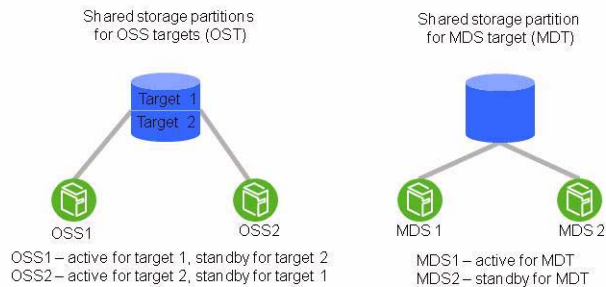 Shared storage partitions
for OSS targets (OST)
Target 1
Target 2
OSS1
OSS2
OSS1 – active for target 1, standby for target 2
OSS2 – active for target 2, standby for target 1
Shared storage partition
for MDS target (MDT)
MDS 1
MDS 2
MDS1 – active for MDT
MDS2 – standby for MDT